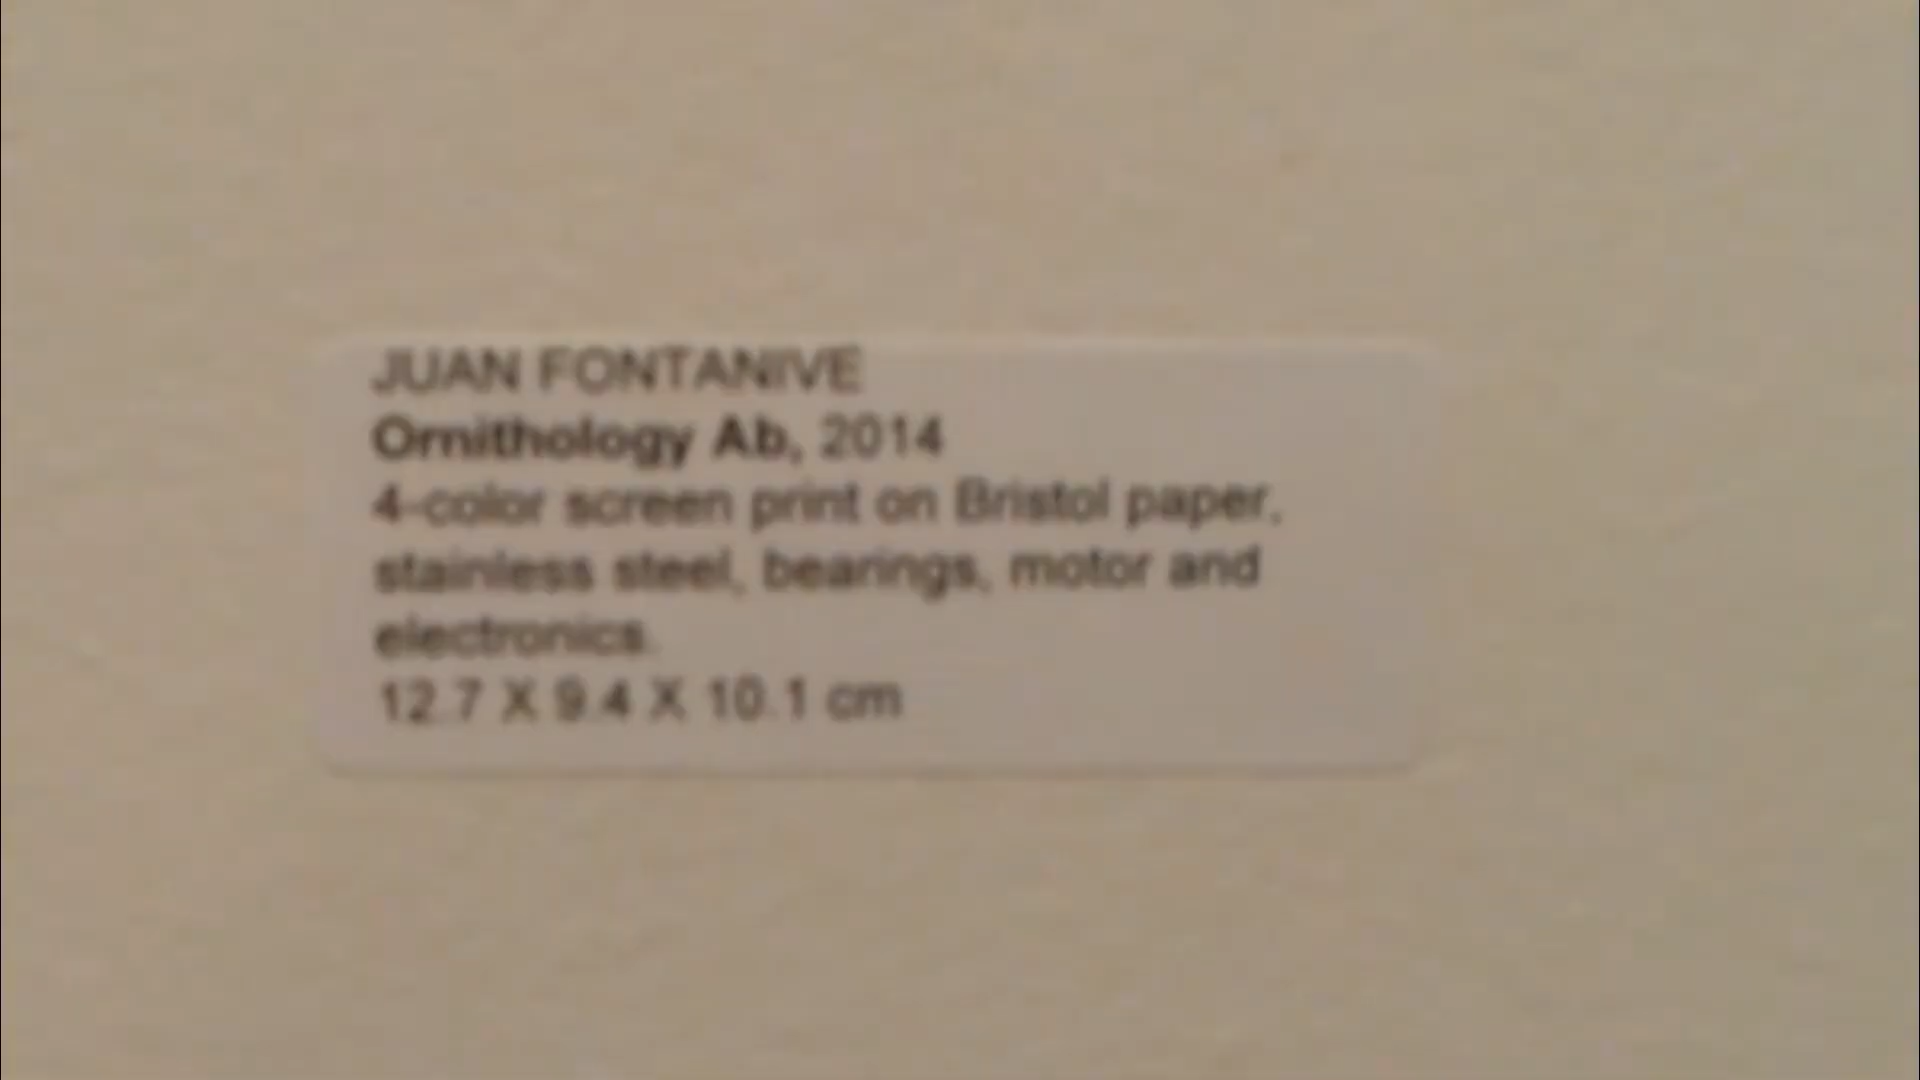 JUAN FONTANIVE
Ornithology Ab, 2014
4-color screen print on Bristol paper,
stainless steel, bearings, motor and
electronics.
12.7 X 9.4 X 10.1 cm